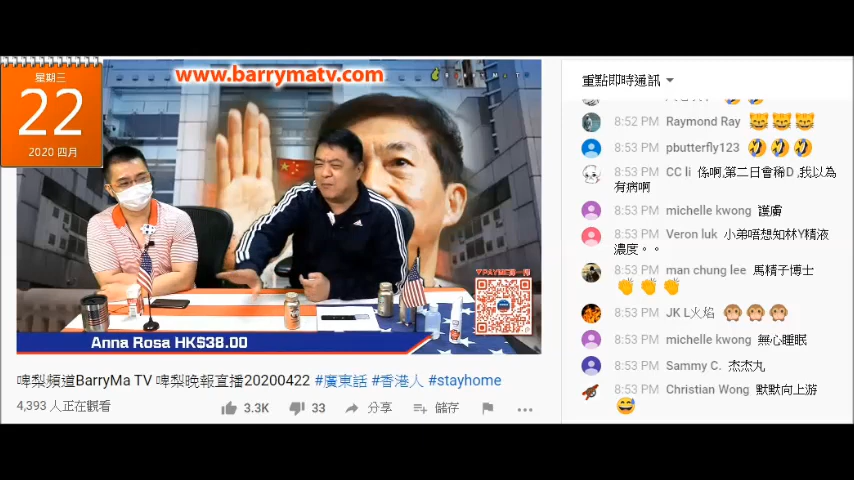 www.barrymatv.com
BARRYMATV
星期三
22
2020 四月
PAYME
Anna Rosa HK$38.00
啤梨頻道BarryMa TV 啤梨晚報直播20200422 #廣東話 #香港人 #stayhome
4,393 人正在觀看
3.3K 33 分享 儲存
重點即時通訊
8:52 PM Raymond Ray 😹😹😹
8:53 PM pbutterfly123 🤣🤣🤣
8:53 PM CC li 係啊,第二日會稀D ,我以為
有病啊
8:53 PM michelle kwong 護膚
8:53 PM Veron luk 小弟唔想知林Y精液
濃度。。
8:53 PM man chung lee 馬精子博士
👏👏👏
8:53 PM JK L火焰 🙊🙊🙊
8:53 PM michelle kwong 無心睡眠
8:53 PM Sammy C. 杰杰丸
8:53 PM Christian Wong 默默向上游
😅